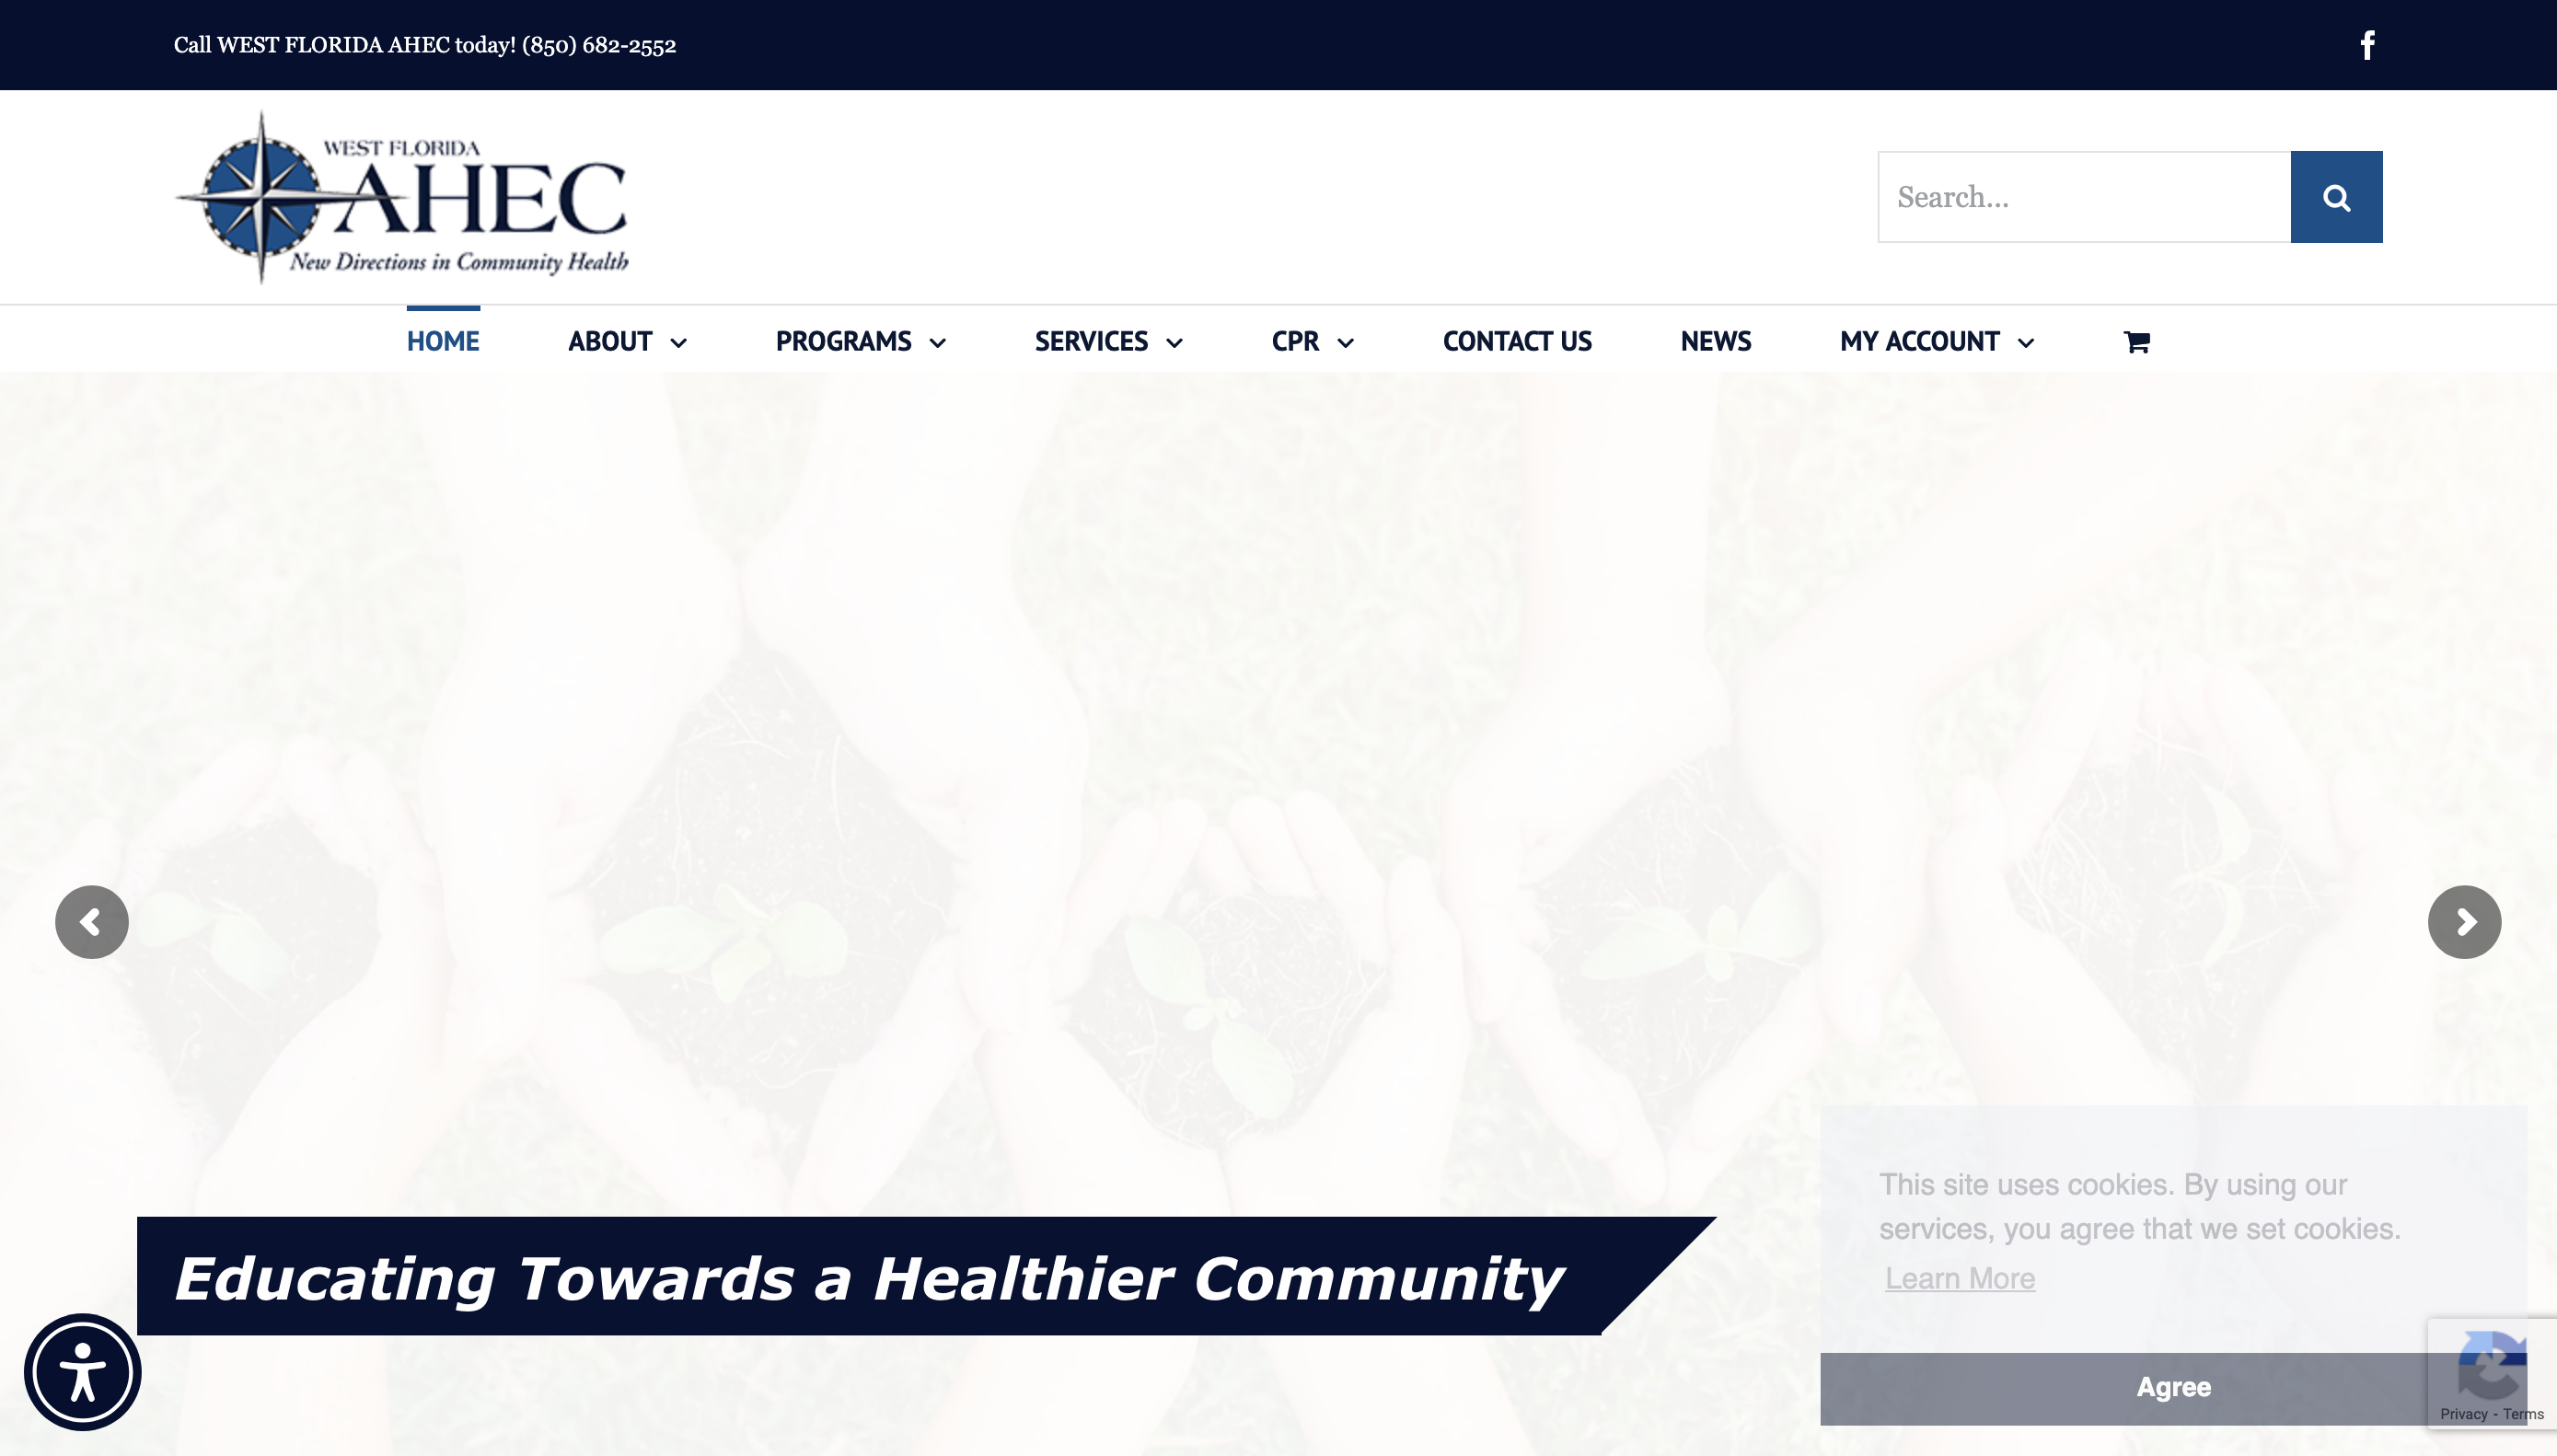 Call WEST FLORIDA AHEC today! (850) 682-2552
WEST FLORIDA
AHEC
New Directions in Community Health
Search...
HOME ABOUT PROGRAMS SERVICES CPR CONTACT US NEWS MY ACCOUNT
Educating Towards a Healthier Community
This site uses cookies. By using our
services, you agree that we set cookies.
Learn More
Agree
Privacy - Terms